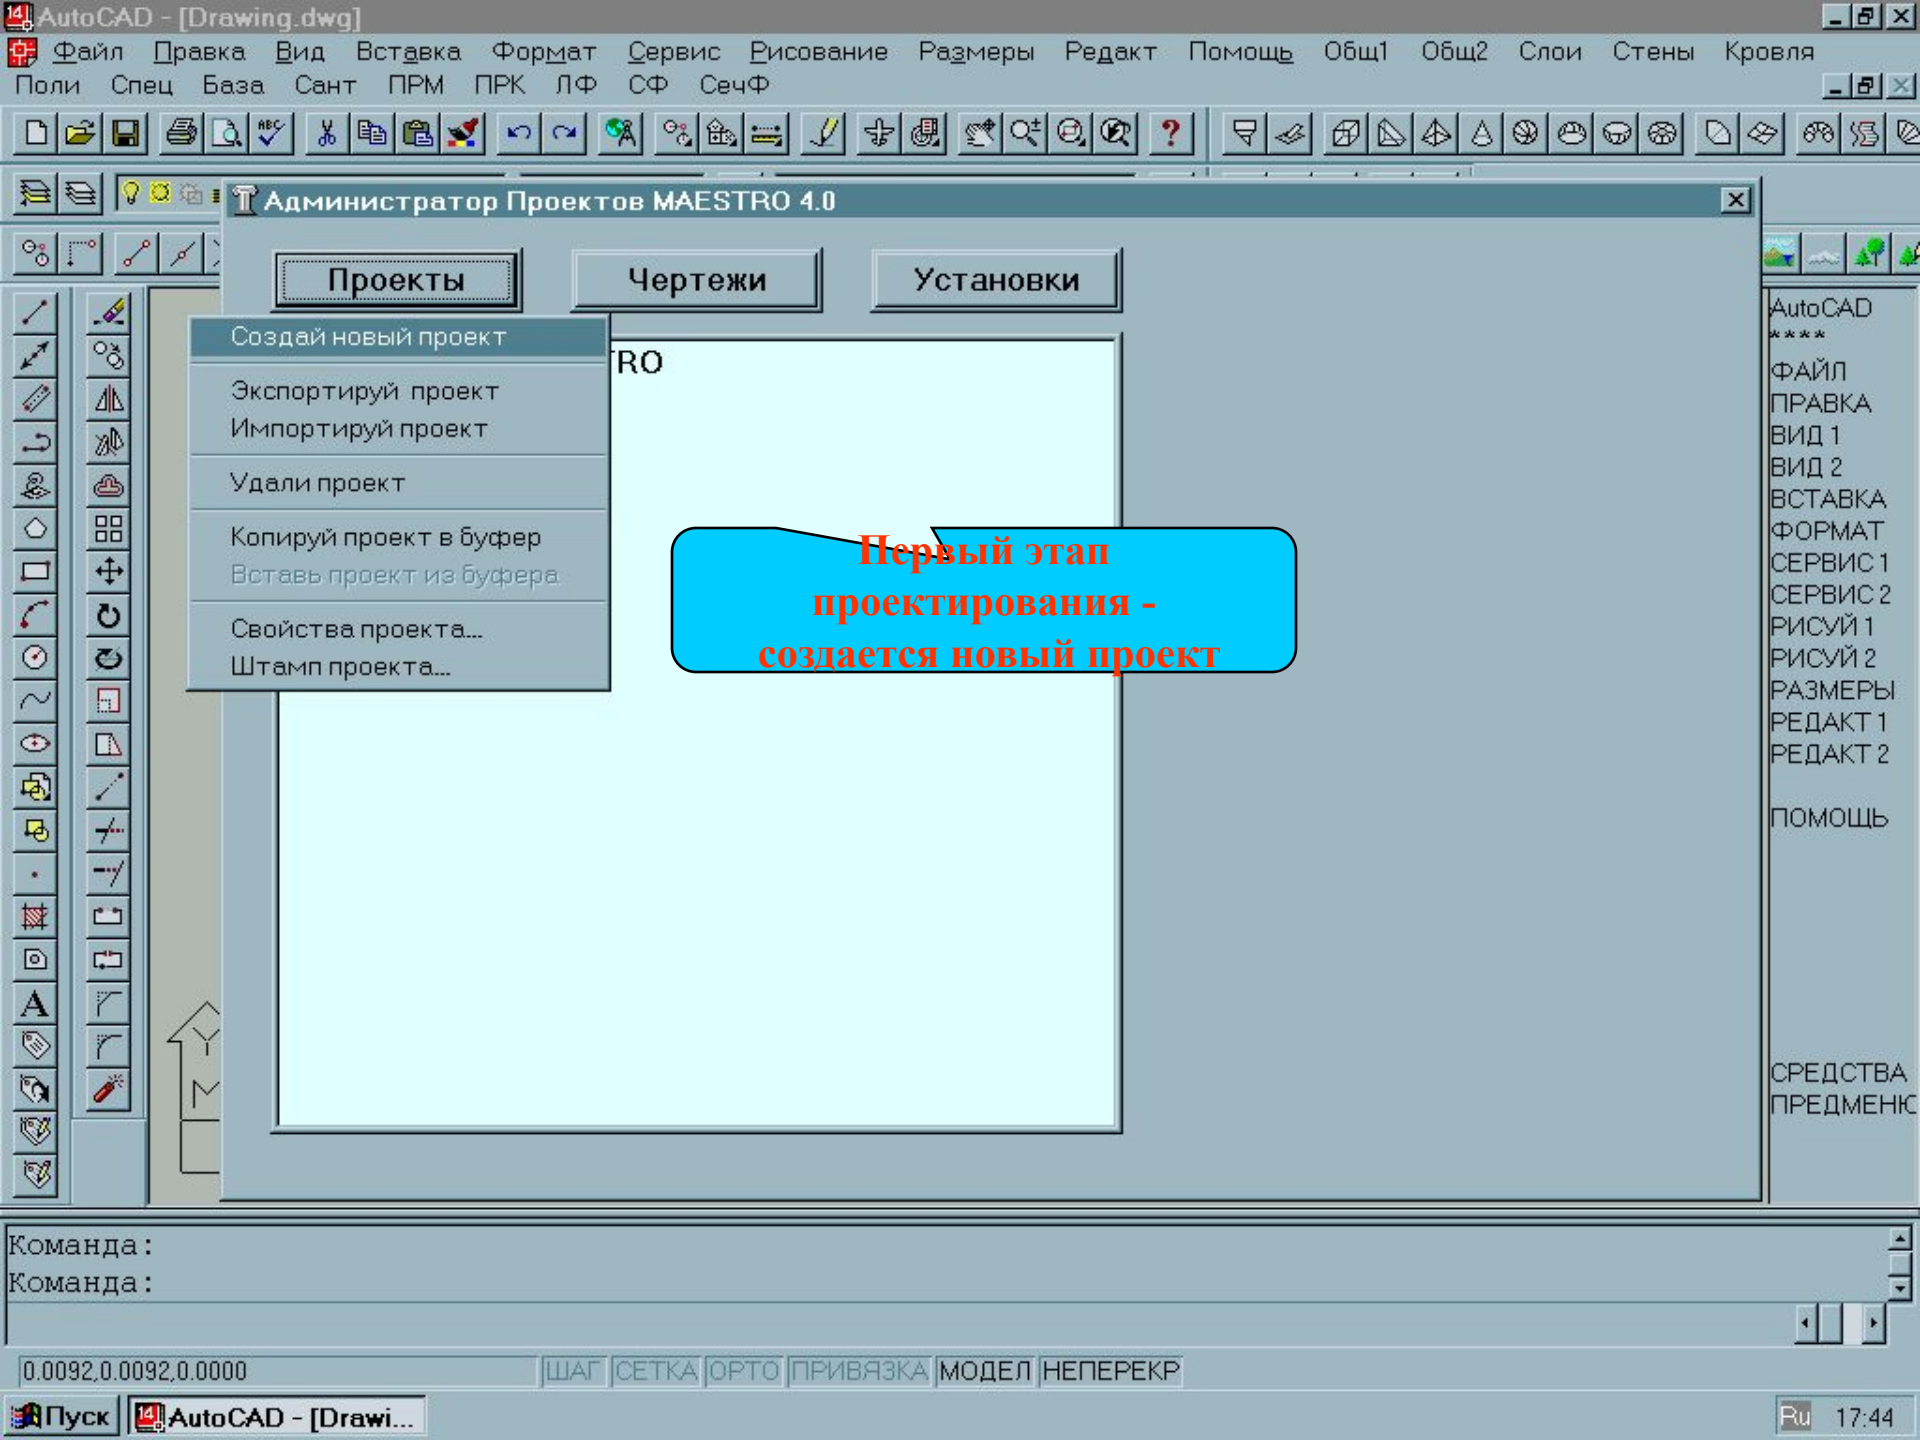 AutoCAD - [Drawing.dwg]
Файл Правка Вид Вставка Формат Сервис Рисование Размеры Редакт Помощь Общ1 Общ2 Слои Стены Кровля
Поли Спец База Сант ПРМ ПРК ЛФ СФ СечФ
Администратор Проектов MAESTRO 4.0
Проекты Чертежи Установки
Создай новый проект
Экспортируй проект
Импортируй проект
Удали проект
Копируй проект в буфер
Вставь проект из буфера
Свойства проекта...
Штамп проекта...
Первый этап
проектирования -
создается новый проект
AutoCAD
****
ФАЙЛ
ПРАВКА
ВИД 1
ВИД 2
ВСТАВКА
ФОРМАТ
СЕРВИС 1
СЕРВИС 2
РИСУЙ 1
РИСУЙ 2
РАЗМЕРЫ
РЕДАКТ 1
РЕДАКТ 2
ПОМОЩЬ
СРЕДСТВА
ПРЕДМЕНЮ
Команда:
Команда:
0.0092,0.0092,0.0000 ШАГ СЕТКА ОРТО ПРИВЯЗКА МОДЕЛ НЕПЕРЕКР
Пуск AutoCAD - [Drawi... Ru 17:44